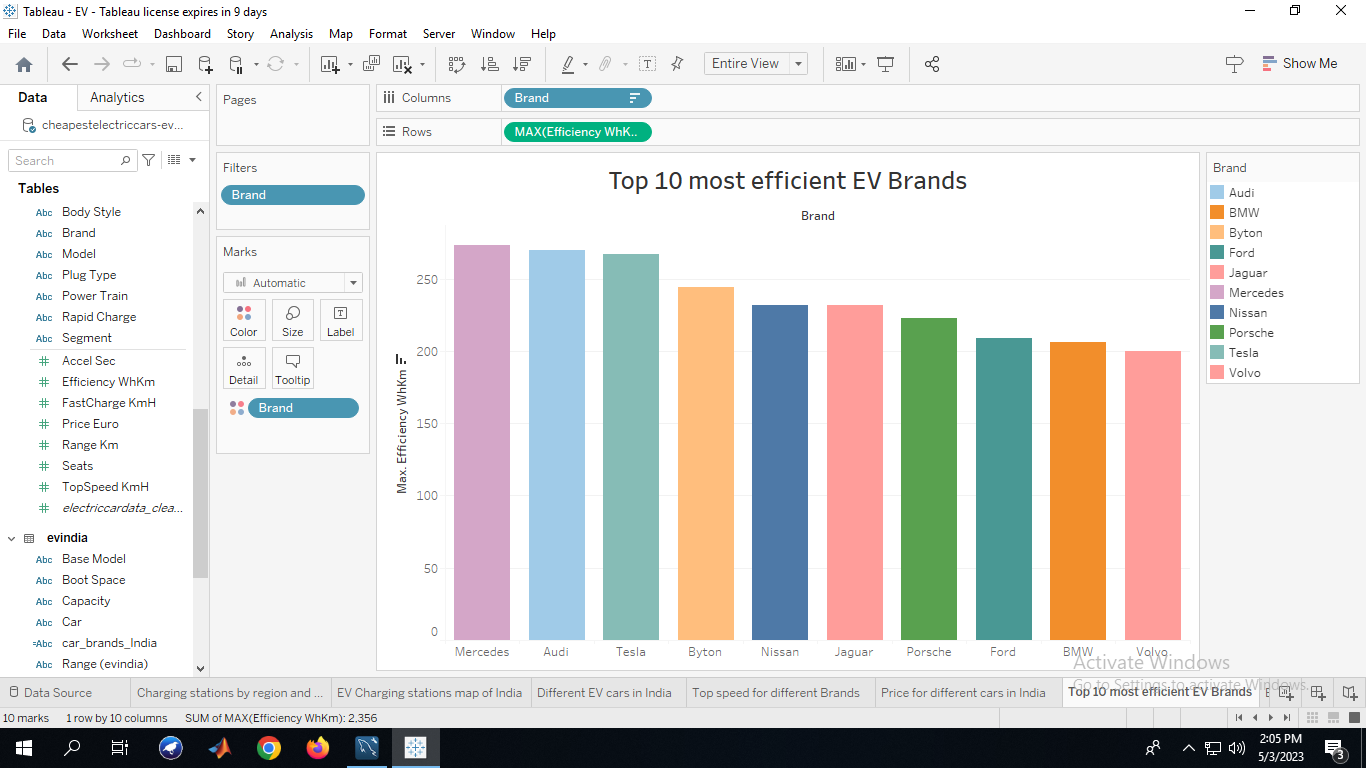 Tableau - EV - Tableau license expires in 9 days
File Data Worksheet Dashboard Story Analysis Map Format Server Window Help
Entire View
Show Me
Data Analytics
cheapestelectriccars-ev...
Search
Tables
Abc Body Style
Abc Brand
Abc Model
Abc Plug Type
Abc Power Train
Abc Rapid Charge
Abc Segment
# Accel Sec
# Efficiency WhKm
# FastCharge KmH
# Price Euro
# Range Km
# Seats
# TopSpeed KmH
# electriccardata_clea...
evindia
Abc Base Model
Abc Boot Space
Abc Capacity
Abc Car
=Abc car_brands_India
Abc Range (evindia)
Pages
Filters
Brand
Marks
Automatic
Color Size Label
Detail Tooltip
Brand
Columns Brand
Rows MAX(Efficiency WhK..
Top 10 most efficient EV Brands
Brand
Max. Efficiency WhKm
250
200
150
100
50
0
Mercedes Audi Tesla Byton Nissan Jaguar Porsche Ford BMW Volvo
Brand
Audi
BMW
Byton
Ford
Jaguar
Mercedes
Nissan
Porsche
Tesla
Volvo
Activate Windows
Go to Settings to activate Windows.
Data Source Charging stations by region and ... EV Charging stations map of India Different EV cars in India Top speed for different Brands Price for different cars in India Top 10 most efficient EV Brands
10 marks 1 row by 10 columns SUM of MAX(Efficiency WhKm): 2,356
2:05 PM
5/3/2023
3